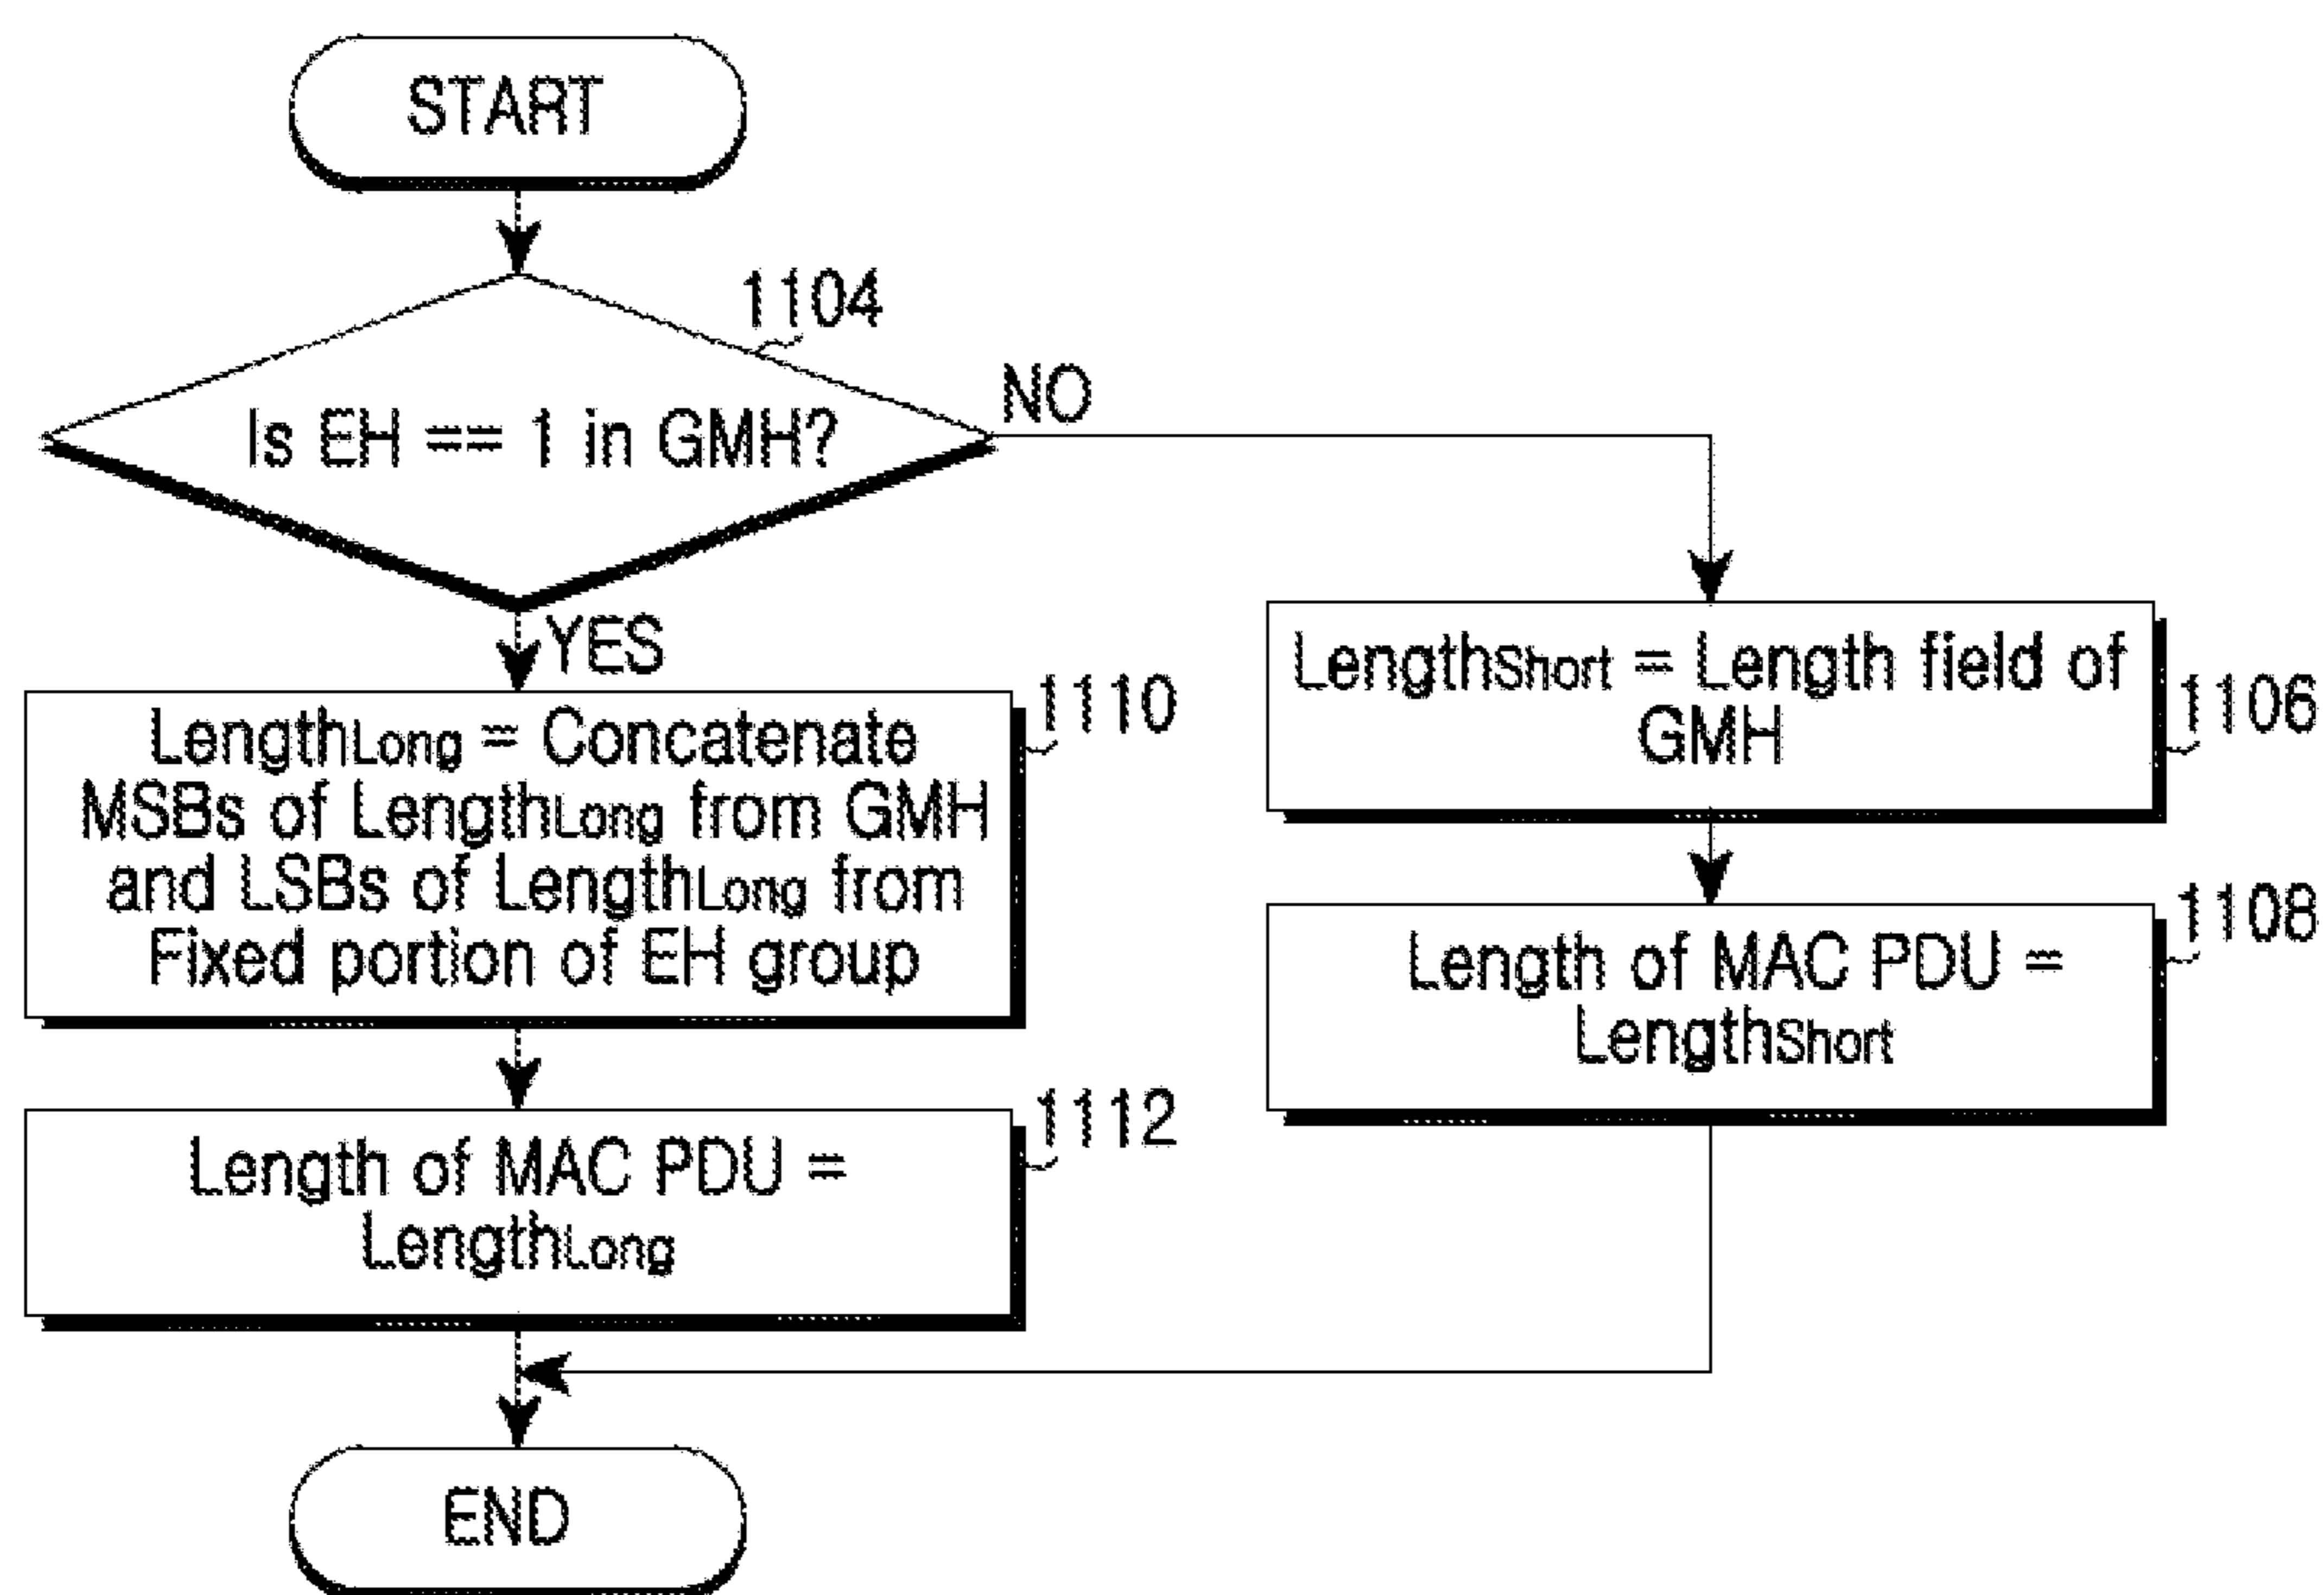 START
1104
Is EH == 1 in GMH?
NO
YES
1110
LengthLong = Concatenate
MSBs of LengthLong from GMH
and LSBs of LengthLong from
Fixed portion of EH group
1112
Length of MAC PDU =
LengthLong
LengthShort = Length field of
GMH
1106
Length of MAC PDU =
LengthShort
1108
END